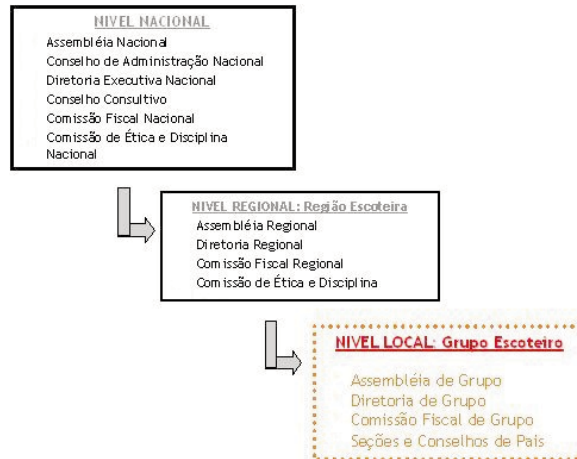 NIVEL NACIONAL
Assembléia Nacional
Conselho de Administração Nacional
Diretoria Executiva Nacional
Conselho Consultivo
Comissão Fiscal Nacional
Comissão de Ética e Disciplina
Nacional
NIVEL REGIONAL: Região Escoteira
Assembléia Regional
Diretoria Regional
Comissão Fiscal Regional
Comissão de Ética e Disciplina
NIVEL LOCAL: Grupo Escoteiro
Assembléia de Grupo
Diretoria de Grupo
Comissão Fiscal de Grupo
Seções e Conselhos de Pais